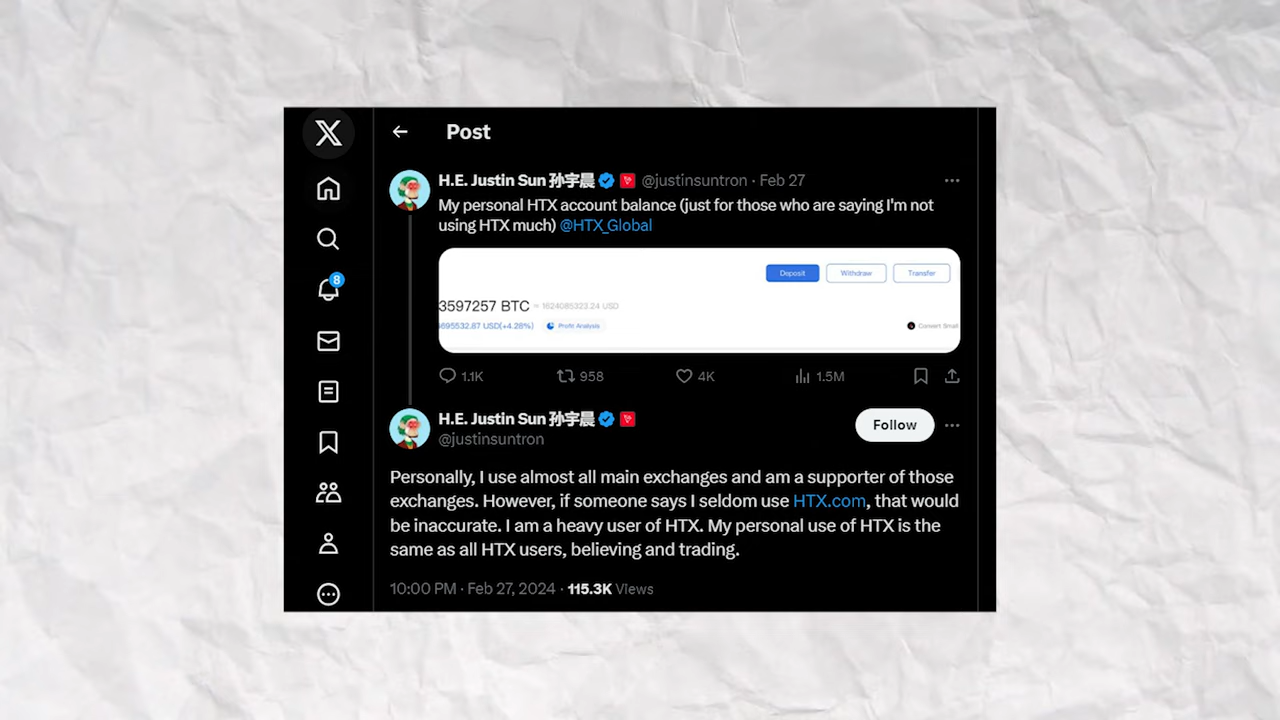 Post
H.E. Justin Sun 孙宇晨 @justinsuntron · Feb 27
My personal HTX account balance (just for those who are saying I'm not
using HTX much) @HTX_Global
Deposit Withdraw Transfer
3597257 BTC ≈ 1624085323.24 USD
695532.87 USD(+4.28%) Profit Analysis Convert Small
1.1K 958 4K 1.5M
8
H.E. Justin Sun 孙宇晨
@justinsuntron
Follow
Personally, I use almost all main exchanges and am a supporter of those
exchanges. However, if someone says I seldom use HTX.com, that would
be inaccurate. I am a heavy user of HTX. My personal use of HTX is the
same as all HTX users, believing and trading.
10:00 PM · Feb 27, 2024 · 115.3K Views